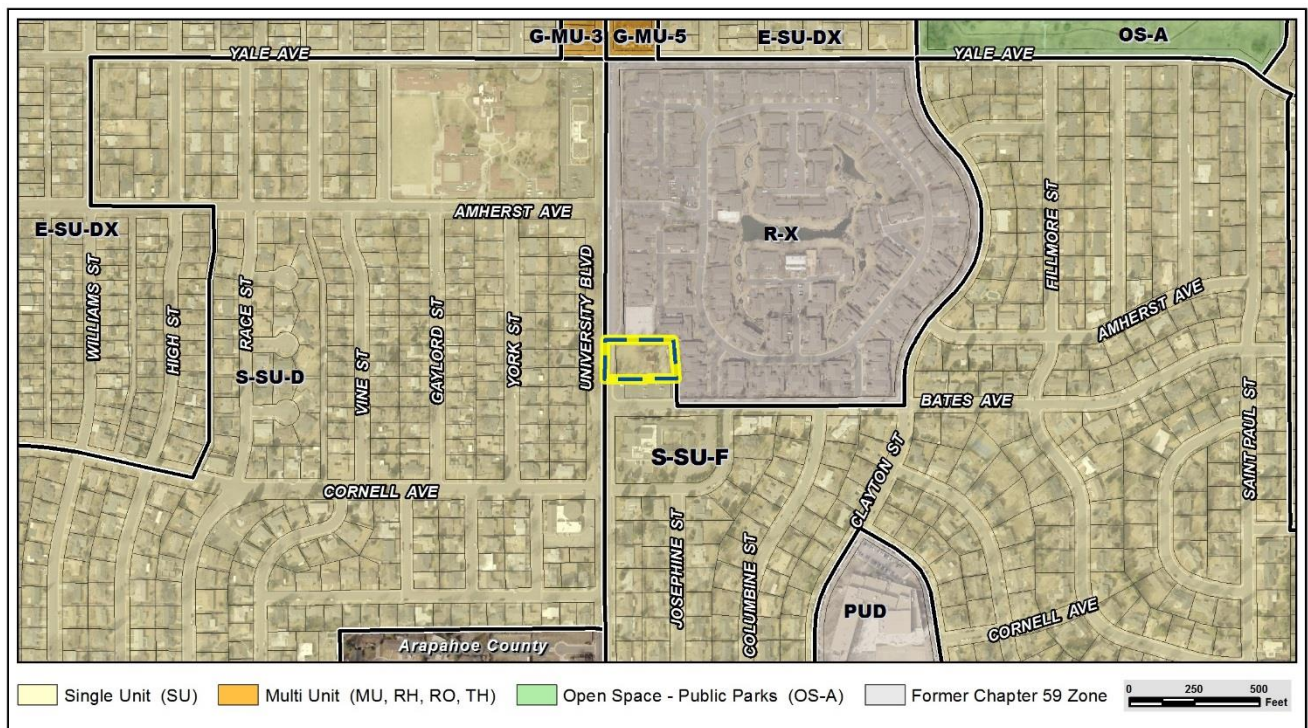 G-MU-3
G-MU-5
E-SU-DX
OS-A
YALE AVE
YALE AVE
AMHERST AVE
E-SU-DX
R-X
WILLIAMS ST
HIGH ST
RACE ST
S-SU-D
VINE ST
GAYLORD ST
YORK ST
UNIVERSITY BLVD
FILLMORE ST
AMHERST AVE
BATES AVE
S-SU-F
SAINT PAUL ST
CORNELL AVE
CLAYTON ST
JOSEPHINE ST
COLUMBINE ST
PUD
CORNELL AVE
Arapahoe County
Single Unit (SU)
Multi Unit (MU, RH, RO, TH)
Open Space - Public Parks (OS-A)
Former Chapter 59 Zone
0 250 500
Feet